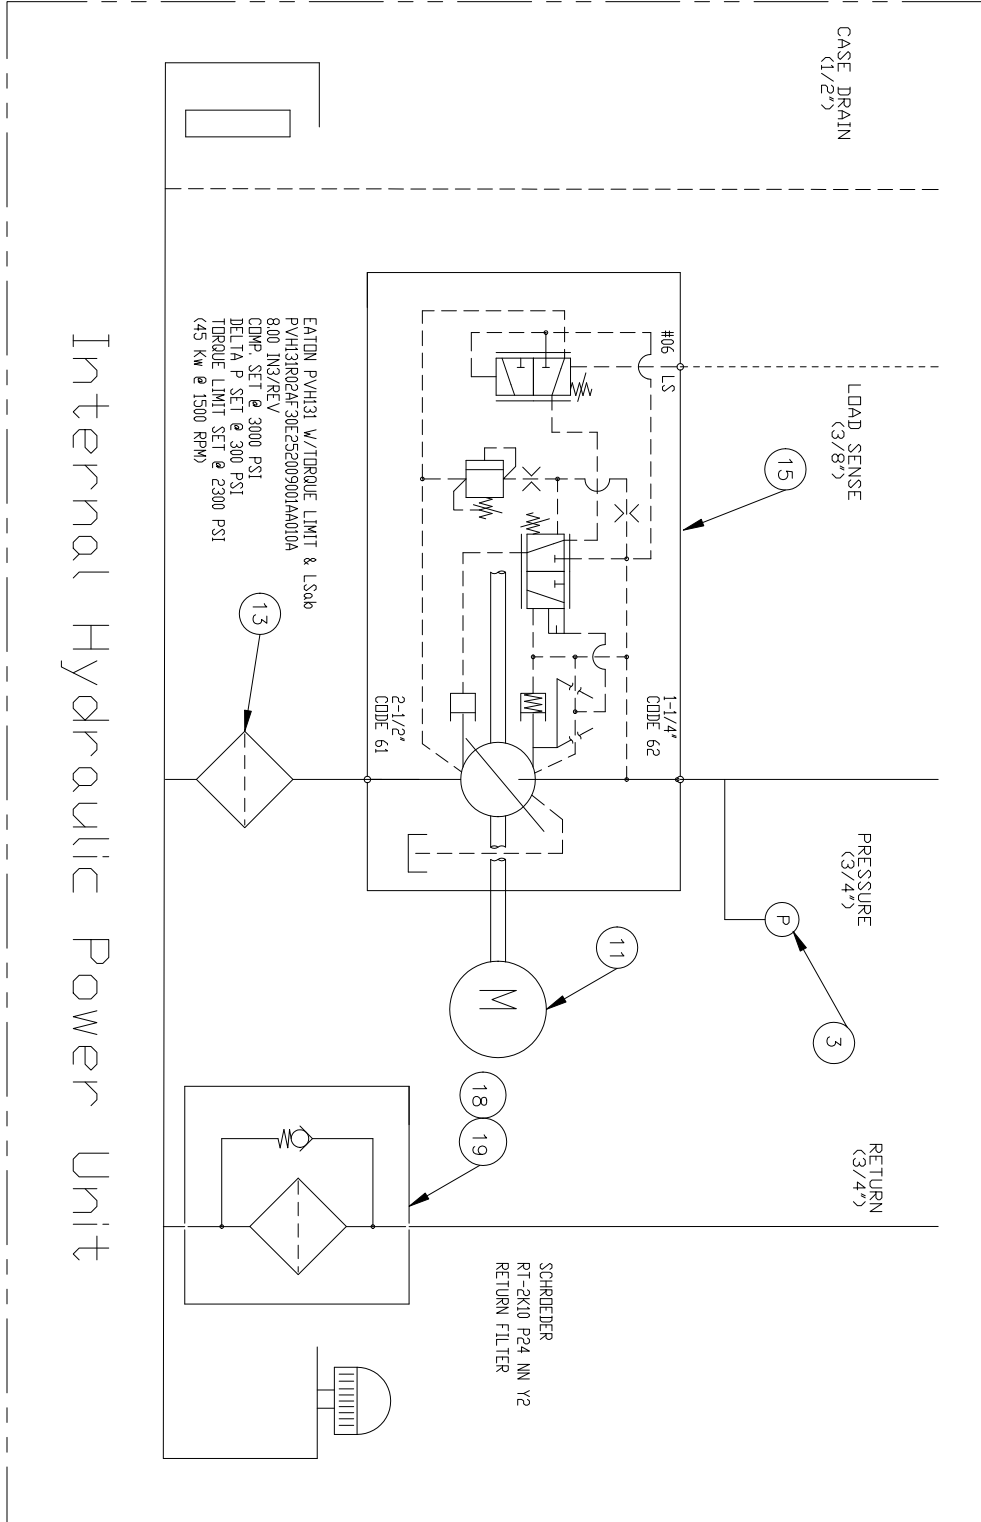 CASE DRAIN
(1/2")
LOAD SENSE
(3/8")
PRESSURE
(3/4")
RETURN
(3/4")
#06 LS
15
1-1/4"
CODE 62
P
3
11
M
18
19
2-1/2"
CODE 61
EATON PVH131 W/TORQUE LIMIT & LSab
PVH131R02AF30E252009001AA010A
8.00 IN3/REV
COMP. SET @ 3000 PSI
DELTA P SET @ 300 PSI
TORQUE LIMIT SET @ 2300 PSI
(45 Kw @ 1500 RPM)
13
SCHROEDER
RT-2K10 P24 NN Y2
RETURN FILTER
Internal Hydraulic Power Unit